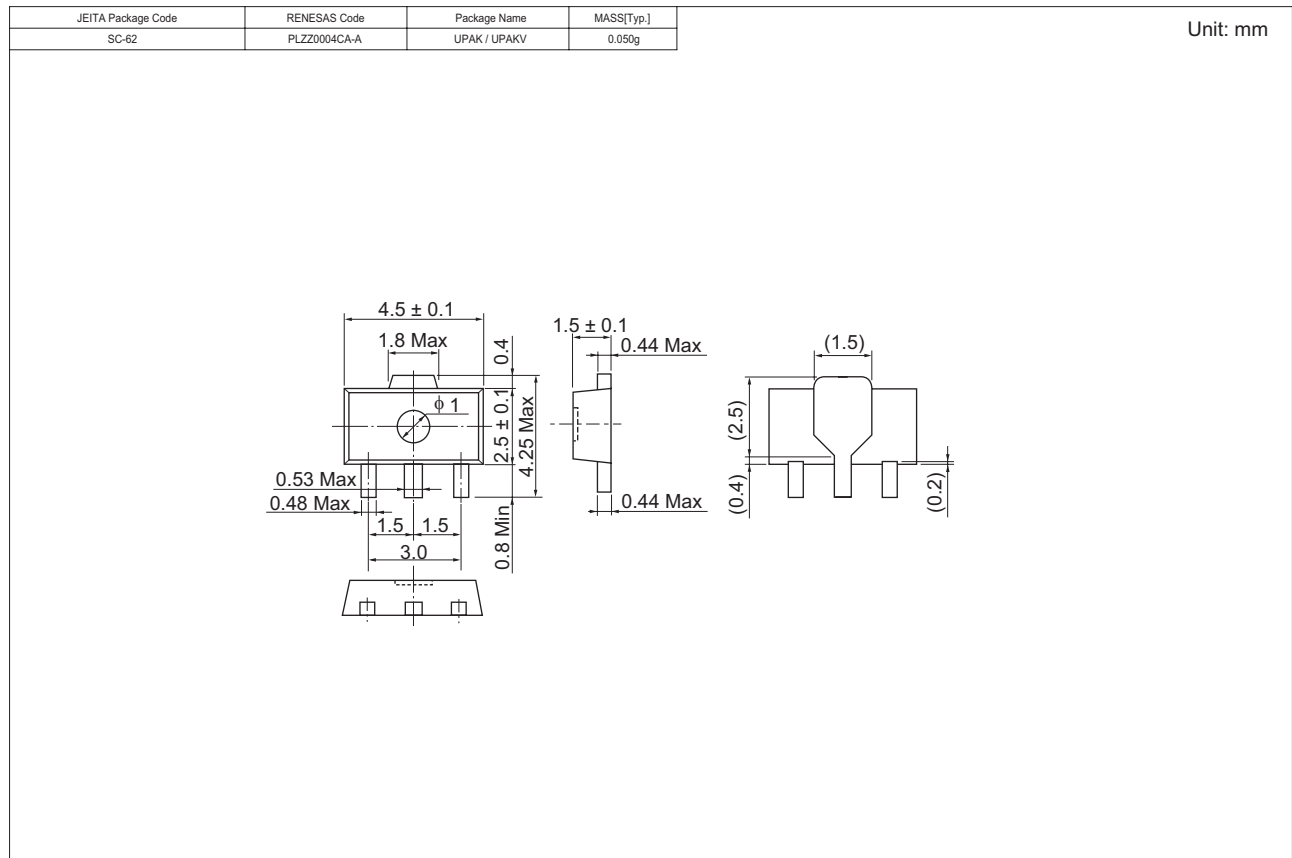 JEITA Package Code RENESAS Code Package Name MASS[Typ.]
SC-62 PLZZ0004CA-A UPAK / UPAKV 0.050g
Unit: mm
4.5 ± 0.1
1.8 Max
0.4
ϕ 1
2.5 ± 0.1
4.25 Max
0.53 Max
0.48 Max
1.5 1.5
3.0
0.8 Min
1.5 ± 0.1
0.44 Max
0.44 Max
(1.5)
(2.5)
(0.4)
(0.2)